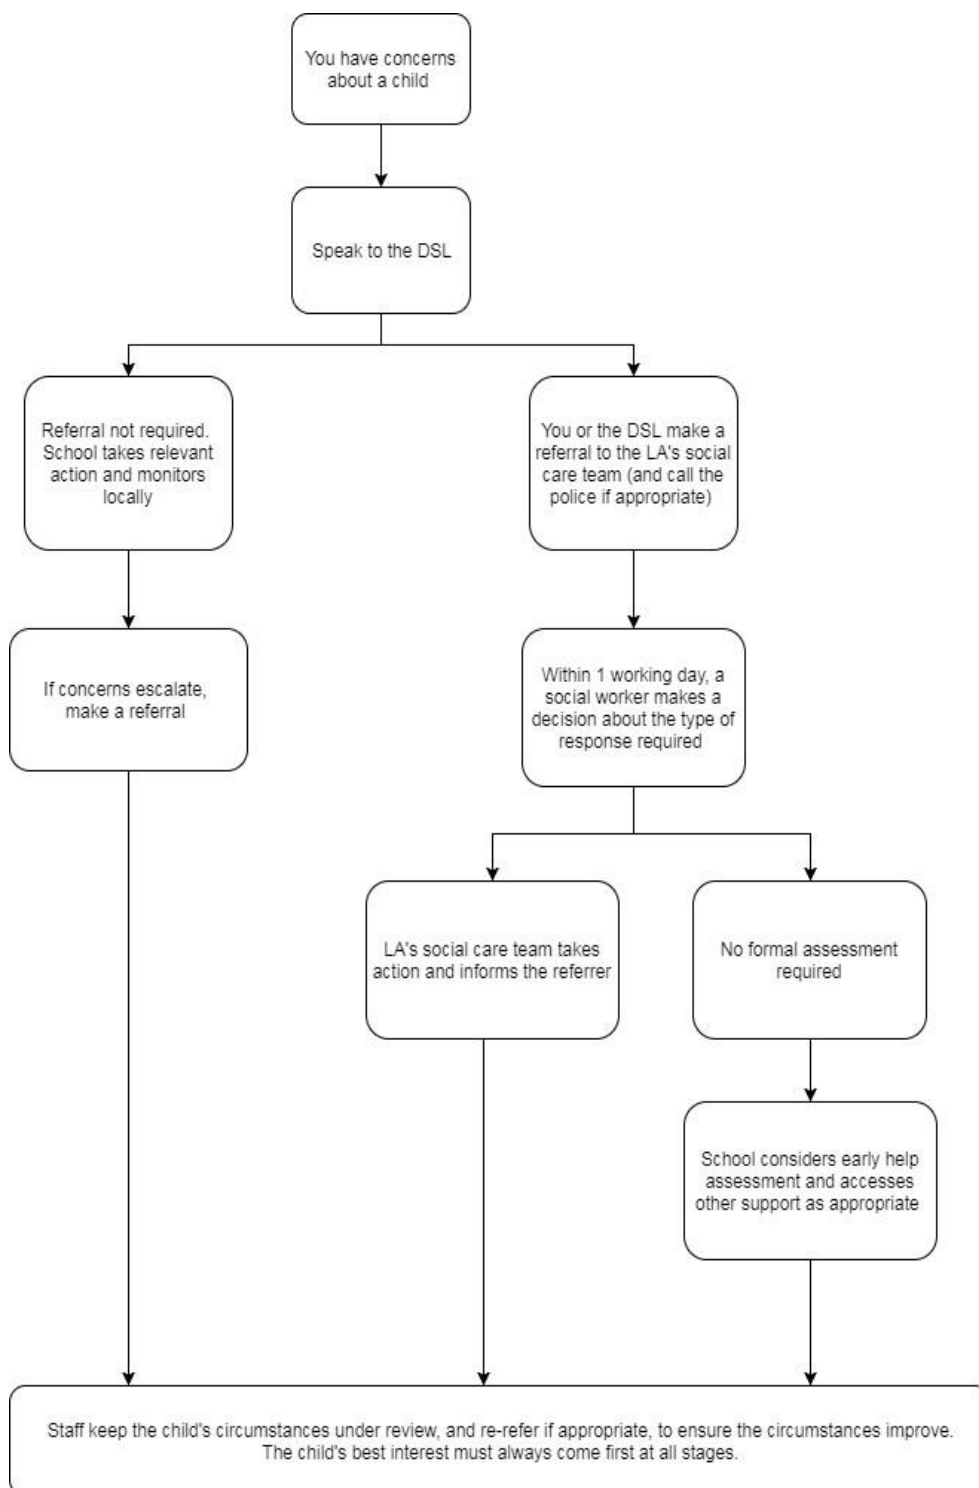 You have concerns
about a child
Speak to the DSL
Referral not required.
School takes relevant
action and monitors
locally
You or the DSL make a
referral to the LA's social
care team (and call the
police if appropriate)
If concerns escalate,
make a referral
Within 1 working day, a
social worker makes a
decision about the type of
response required
LA's social care team takes
action and informs the referrer
No formal assessment
required
School considers early help
assessment and accesses
other support as appropriate
Staff keep the child's circumstances under review, and re-refer if appropriate, to ensure the circumstances improve.
The child's best interest must always come first at all stages.